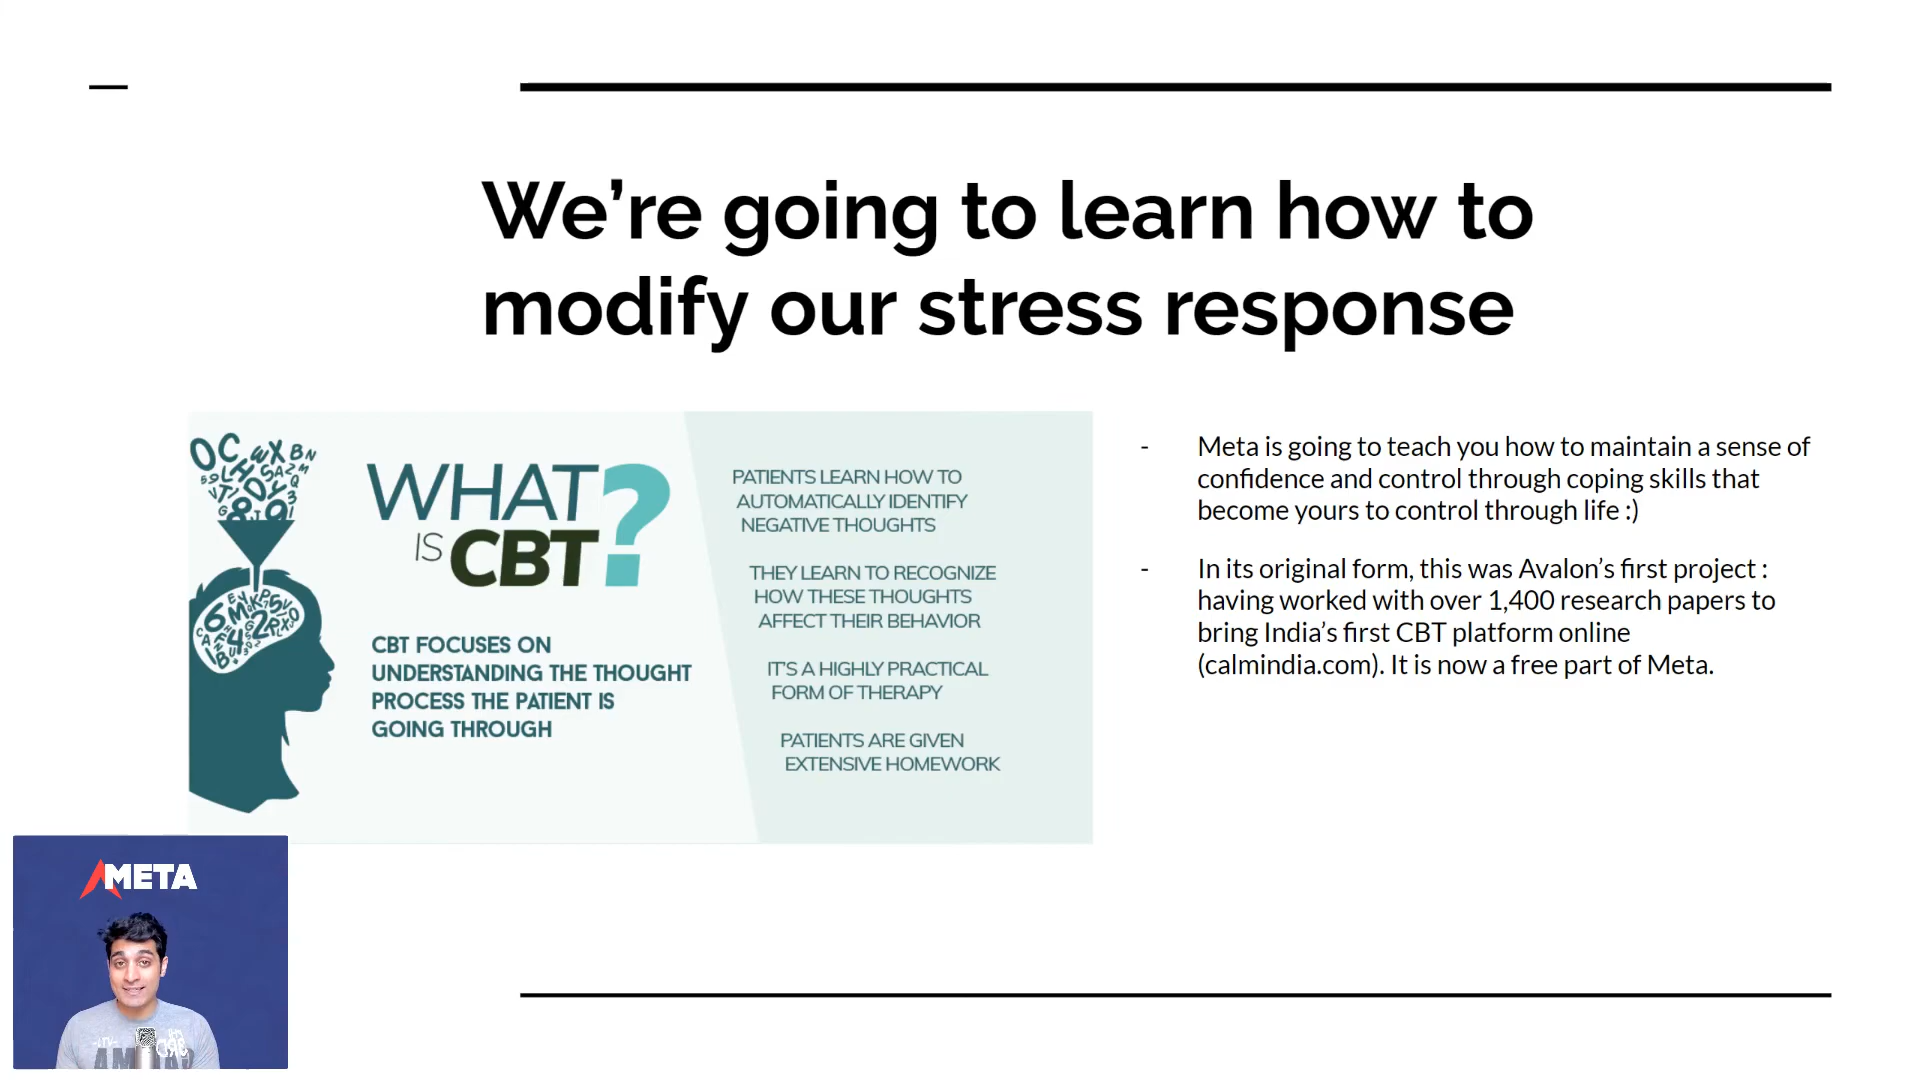 We’re going to learn how to
modify our stress response
WHAT
IS CBT?
CBT FOCUSES ON
UNDERSTANDING THE THOUGHT
PROCESS THE PATIENT IS
GOING THROUGH
PATIENTS LEARN HOW TO
AUTOMATICALLY IDENTIFY
NEGATIVE THOUGHTS
THEY LEARN TO RECOGNIZE
HOW THESE THOUGHTS
AFFECT THEIR BEHAVIOR
IT'S A HIGHLY PRACTICAL
FORM OF THERAPY
PATIENTS ARE GIVEN
EXTENSIVE HOMEWORK
- Meta is going to teach you how to maintain a sense of
confidence and control through coping skills that
become yours to control through life :)
- In its original form, this was Avalon’s first project :
having worked with over 1,400 research papers to
bring India’s first CBT platform online
(calmindia.com). It is now a free part of Meta.
META